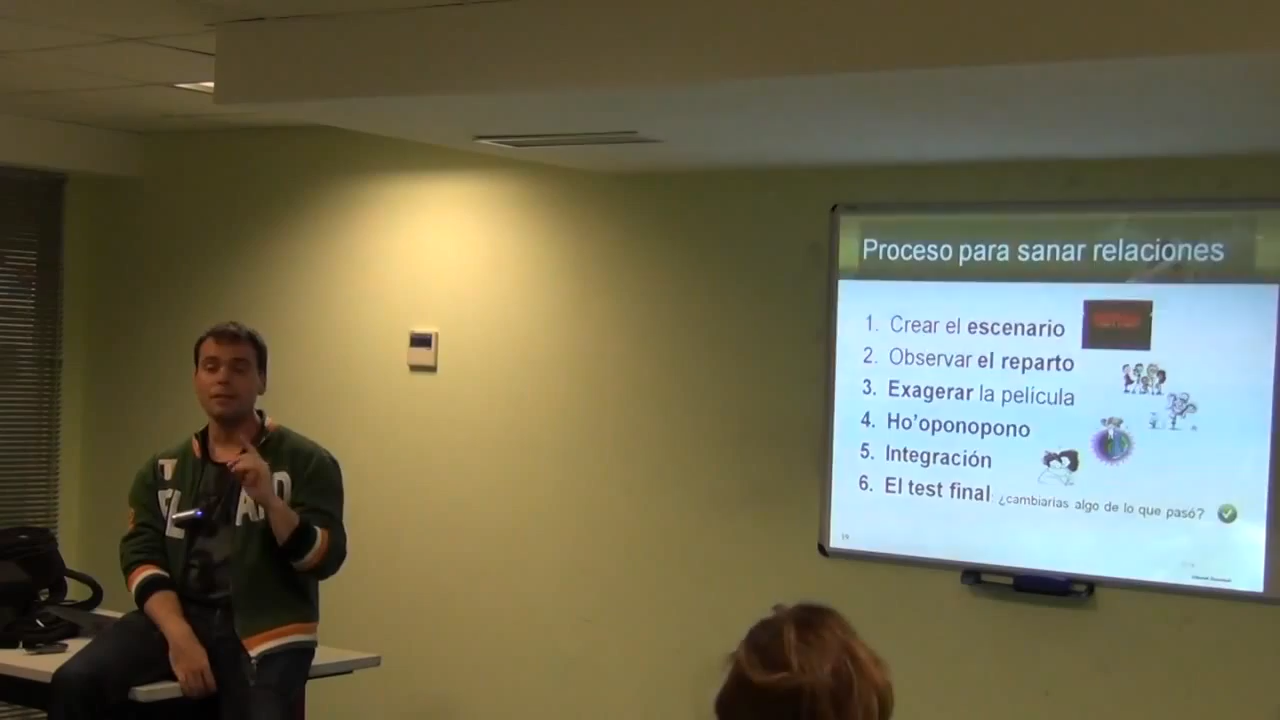 Proceso para sanar relaciones
1. Crear el escenario
2. Observar el reparto
3. Exagerar la película
4. Ho'oponopono
5. Integración
6. El test final: ¿cambiarías algo de lo que pasó?
19